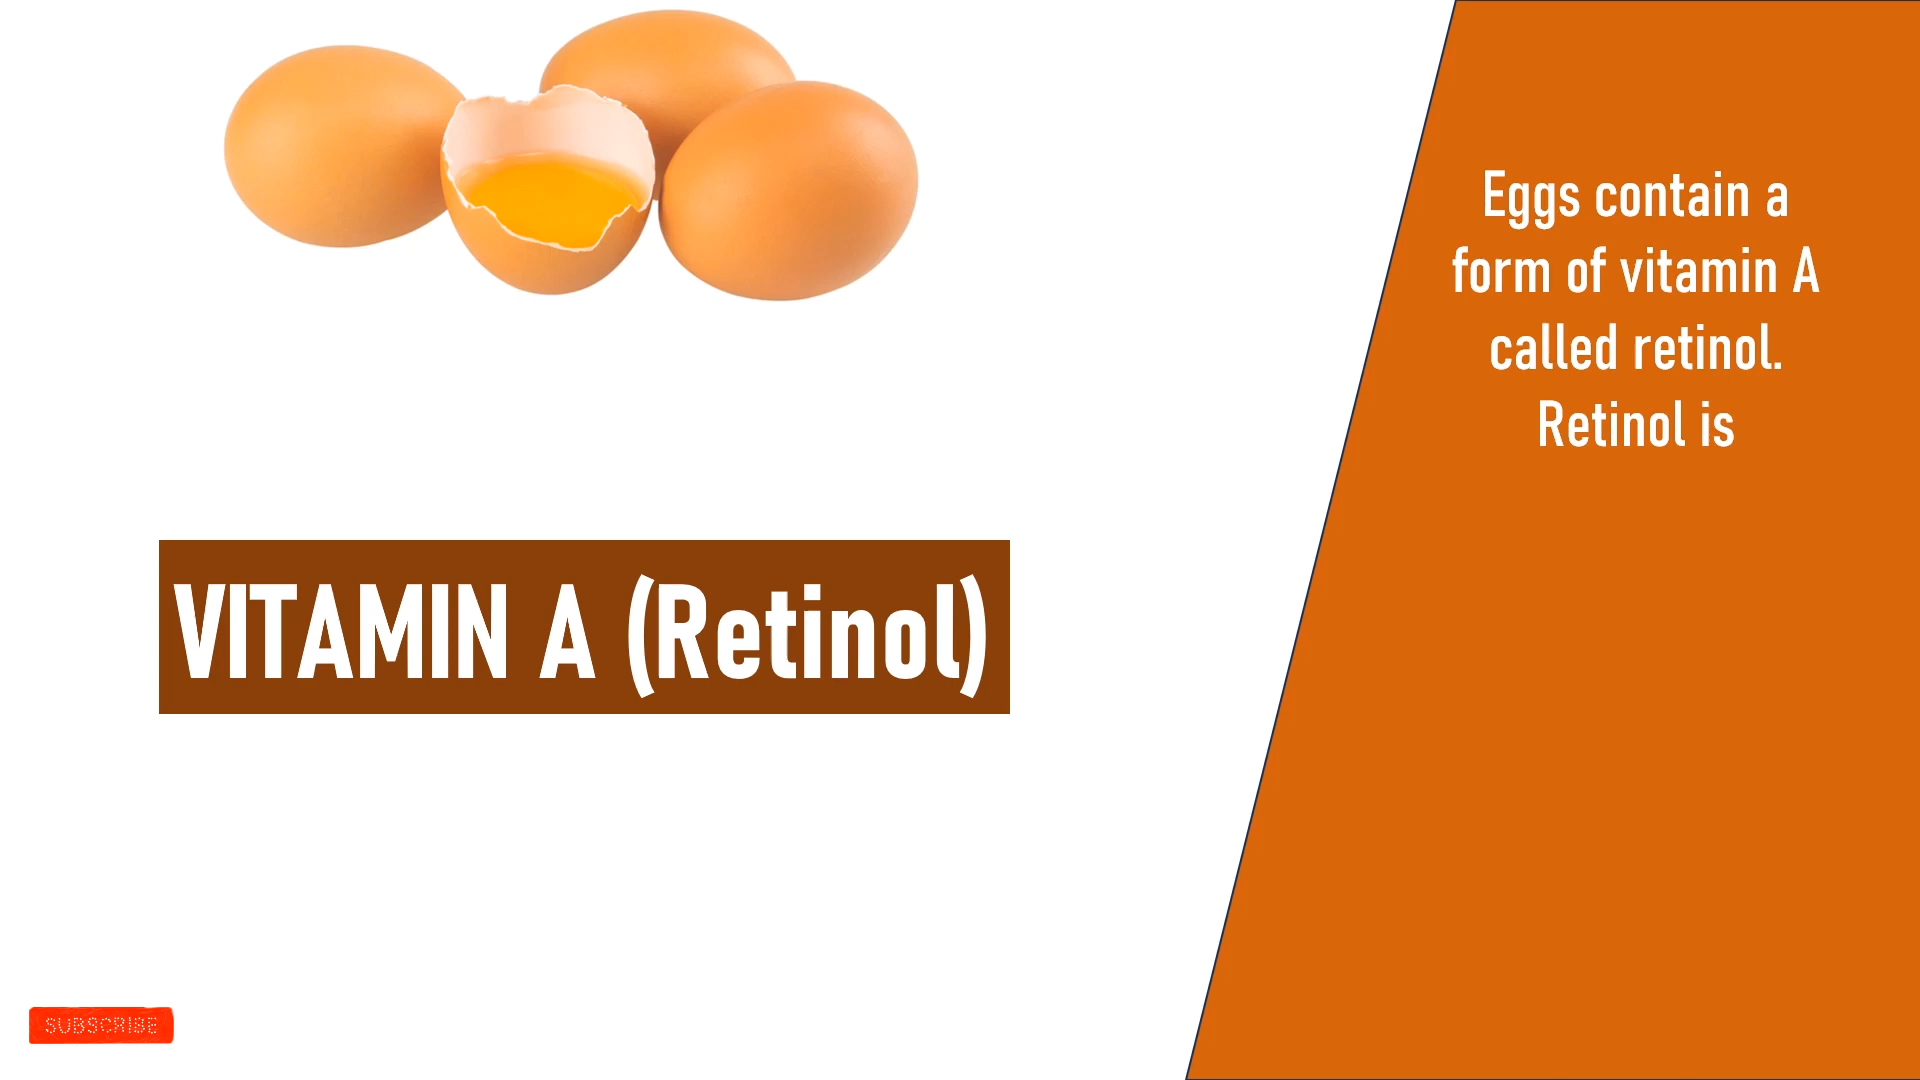 Eggs contain a
form of vitamin A
called retinol.
Retinol is
VITAMIN A (Retinol)
SUBSCRIBE